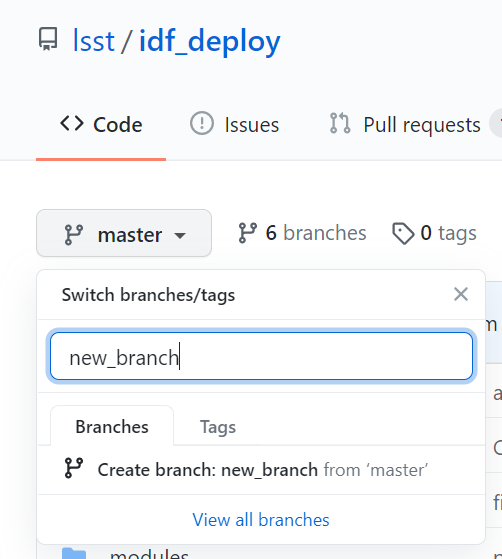 lsst / idf_deploy
Code Issues Pull requests
master 6 branches 0 tags
Switch branches/tags
new_branch
Branches Tags
Create branch: new_branch from ‘master’
View all branches
modules